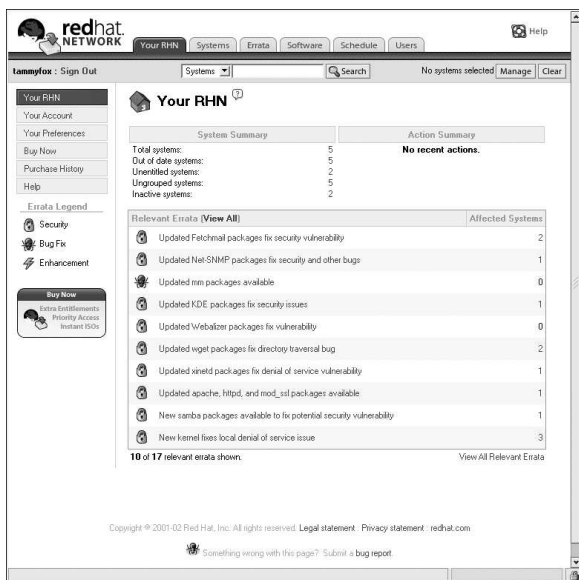 redhat.
NETWORK
Your RHN Systems Errata Software Schedule Users
Help
tammyfox : Sign Out Systems Search No systems selected Manage Clear
Your RHN
Your Account
Your Preferences
Buy Now
Purchase History
Help
Errata Legend
Security
Bug Fix
Enhancement
Buy Now
Extra Entitlements
Priority Access
Instant ISOs
Your RHN ?
System Summary Action Summary
Total systems: 5 No recent actions.
Out of date systems: 5
Unentitled systems: 2
Ungrouped systems: 5
Inactive systems: 2
Relevant Errata (View All) Affected Systems
Updated Fetchmail packages fix security vulnerability 2
Updated Net-SNMP packages fix security and other bugs 1
Updated mm packages available 0
Updated KDE packages fix security issues 1
Updated Webalizer packages fix vulnerability 0
Updated wget packages fix directory traversal bug 2
Updated xinetd packages fix denial of service vulnerability 1
Updated apache, httpd, and mod_ssl packages available 1
New samba packages available to fix potential security vulnerability 1
New kernel fixes local denial of service issue 3
10 of 17 relevant errata shown. View All Relevant Errata
Copyright © 2001-02 Red Hat, Inc. All rights reserved. Legal statement : Privacy statement : redhat.com
Something wrong with this page? Submit a bug report.